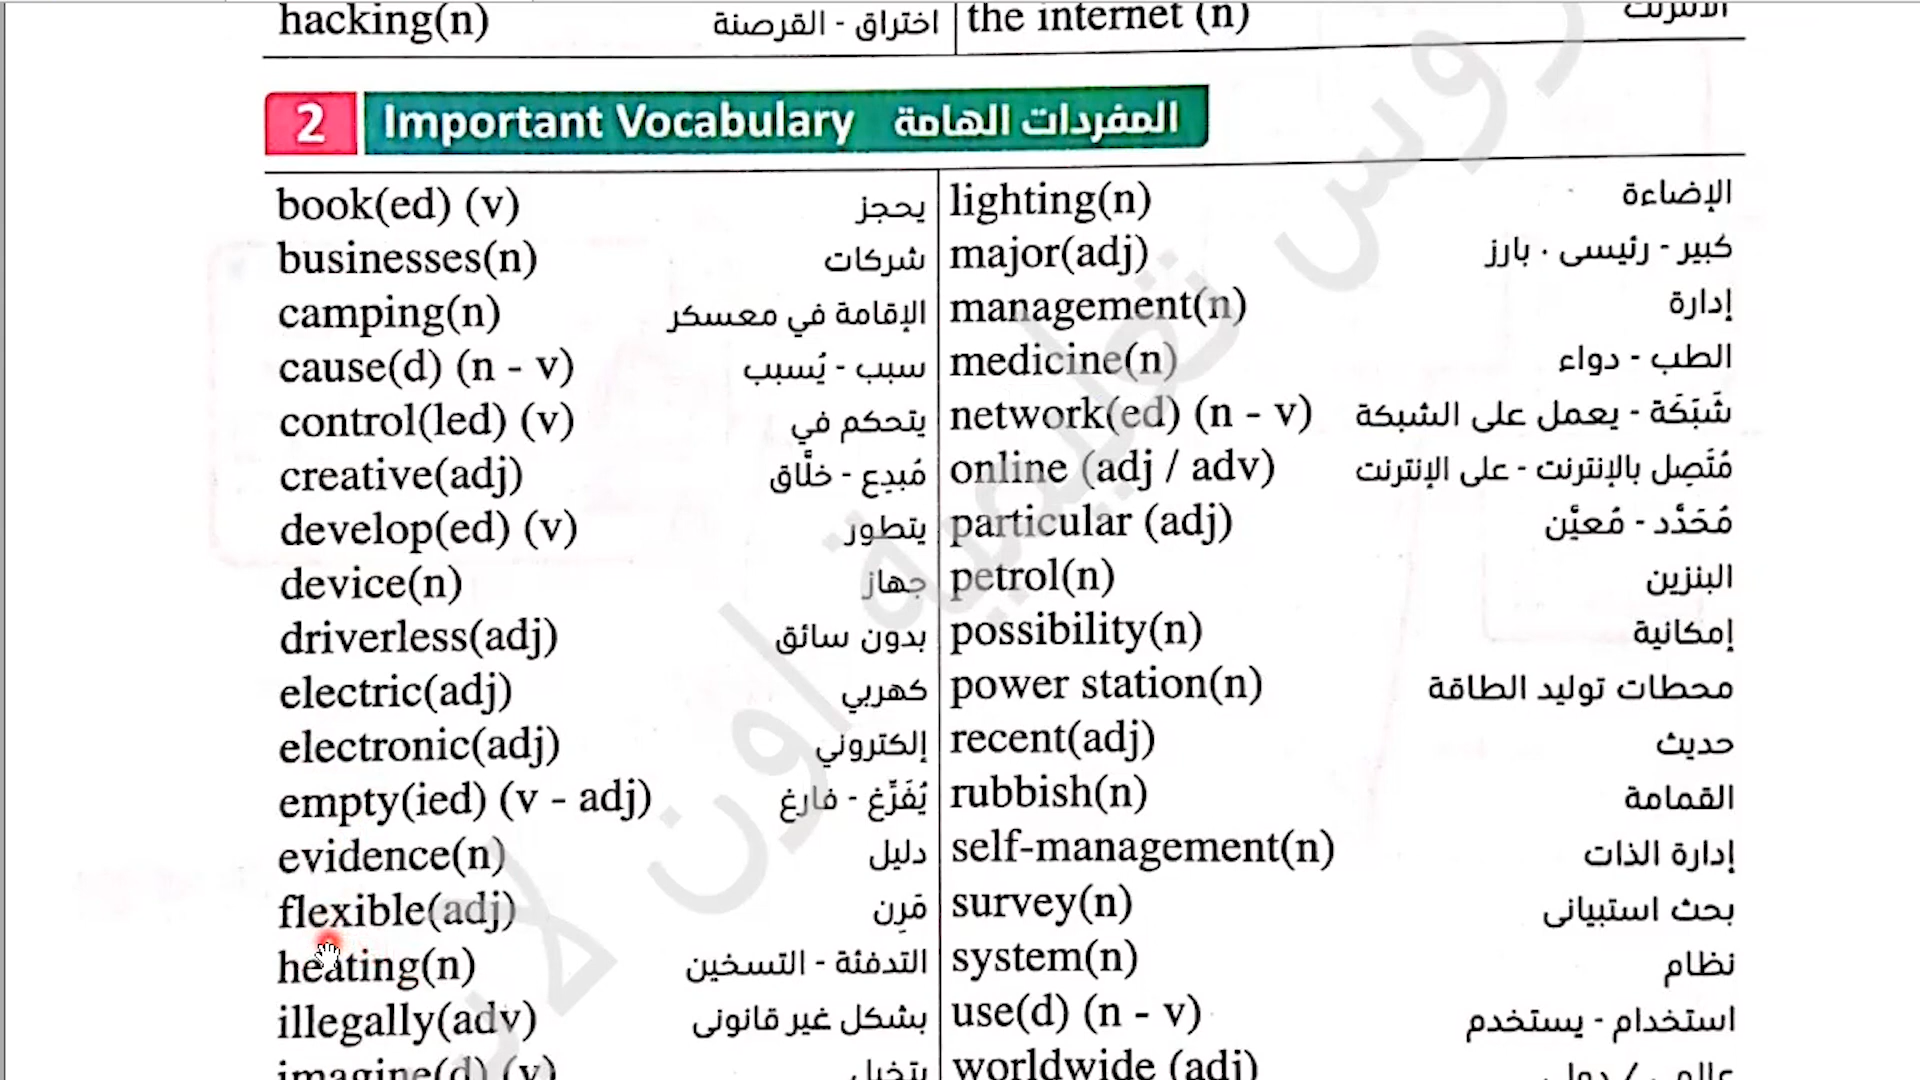 hacking(n) اختراق - القرصنة
the internet (n) الانترنت
2 Important Vocabulary المفردات الهامة
book(ed) (v) يحجز
businesses(n) شركات
camping(n) الإقامة في معسكر
cause(d) (n - v) سبب - يُسبب
control(led) (v) يتحكم في
creative(adj) مُبدِع - خلَّاق
develop(ed) (v) يتطور
device(n) جهاز
driverless(adj) بدون سائق
electric(adj) كهربي
electronic(adj) إلكتروني
empty(ied) (v - adj) يُفَرِّغ - فارغ
evidence(n) دليل
flexible(adj) مَرِن
heating(n) التدفئة - التسخين
illegally(adv) بشكل غير قانونى
imagine(d) (v) يتخيل
lighting(n) الإضاءة
major(adj) كبير - رئيسى . بارز
management(n) إدارة
medicine(n) الطب - دواء
network(ed) (n - v) شَبَكَة - يعمل على الشبكة
online (adj / adv) مُتَصِل بالإنترنت - على الإنترنت
particular (adj) مُحَدَّد - مُعيَّن
petrol(n) البنزين
possibility(n) إمكانية
power station(n) محطات توليد الطاقة
recent(adj) حديث
rubbish(n) القمامة
self-management(n) إدارة الذات
survey(n) بحث استبيانى
system(n) نظام
use(d) (n - v) استخدام - يستخدم
worldwide (adj) عالمى / دولى